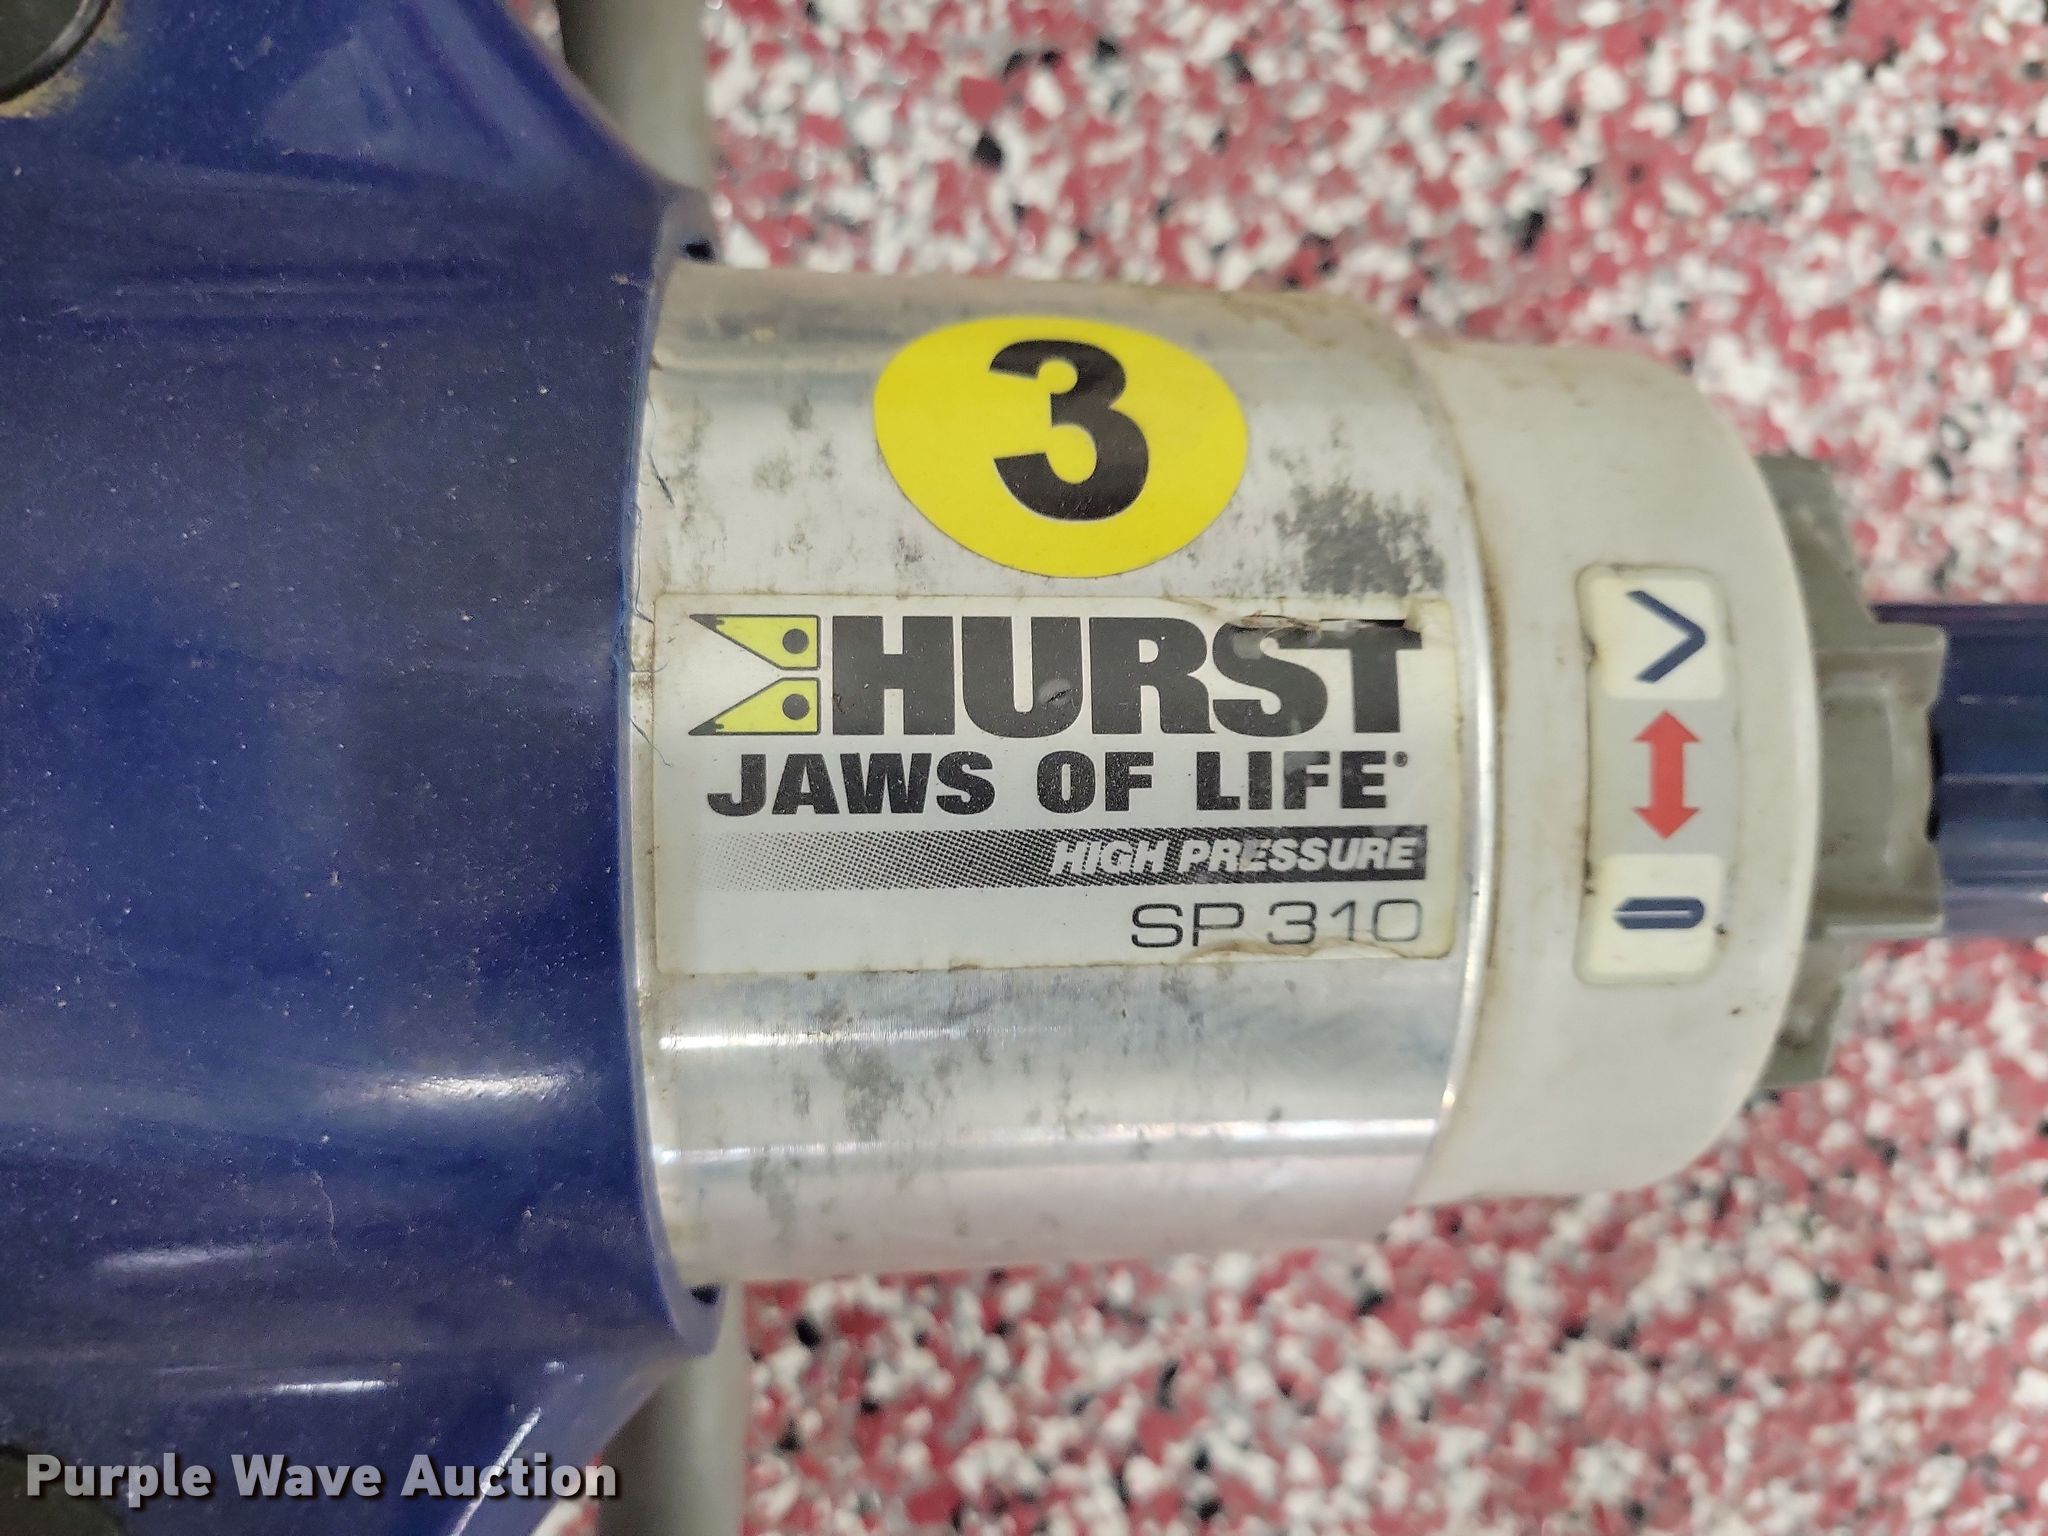 3
HURST
JAWS OF LIFE®
HIGH PRESSURE
SP 310
Purple Wave Auction